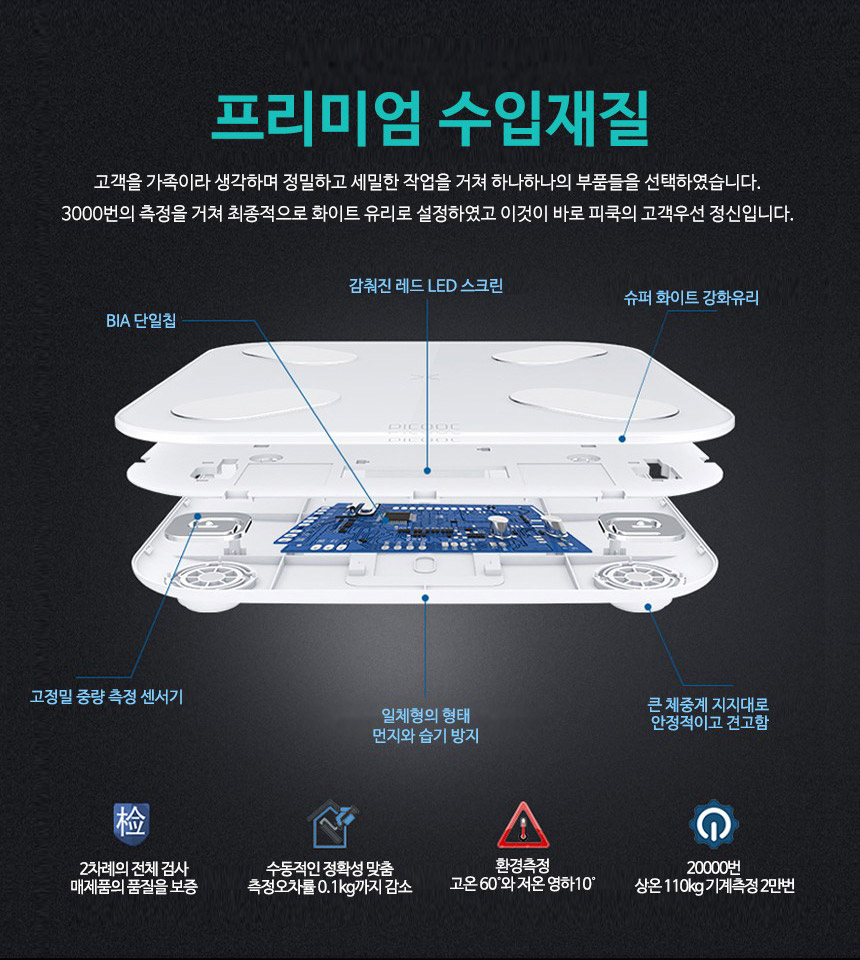 프리미엄 수입재질
고객을 가족이라 생각하며 정밀하고 세밀한 작업을 거쳐 하나하나의 부품들을 선택하였습니다.
3000번의 측정을 거쳐 최종적으로 화이트 유리로 설정하였고 이것이 바로 피쿡의 고객우선 정신입니다.
감춰진 레드 LED 스크린
슈퍼 화이트 강화유리
BIA 단일칩
PICOOC
고정밀 중량 측정 센서기
일체형의 형태
먼지와 습기 방지
큰 체중계 지지대로
안정적이고 견고함
检
2차례의 전체 검사
매제품의 품질을 보증
수동적인 정확성 맞춤
측정오차률 0.1kg까지 감소
환경측정
고온 60°와 저온 영하10°
20000번
상온 110kg 기계측정 2만번